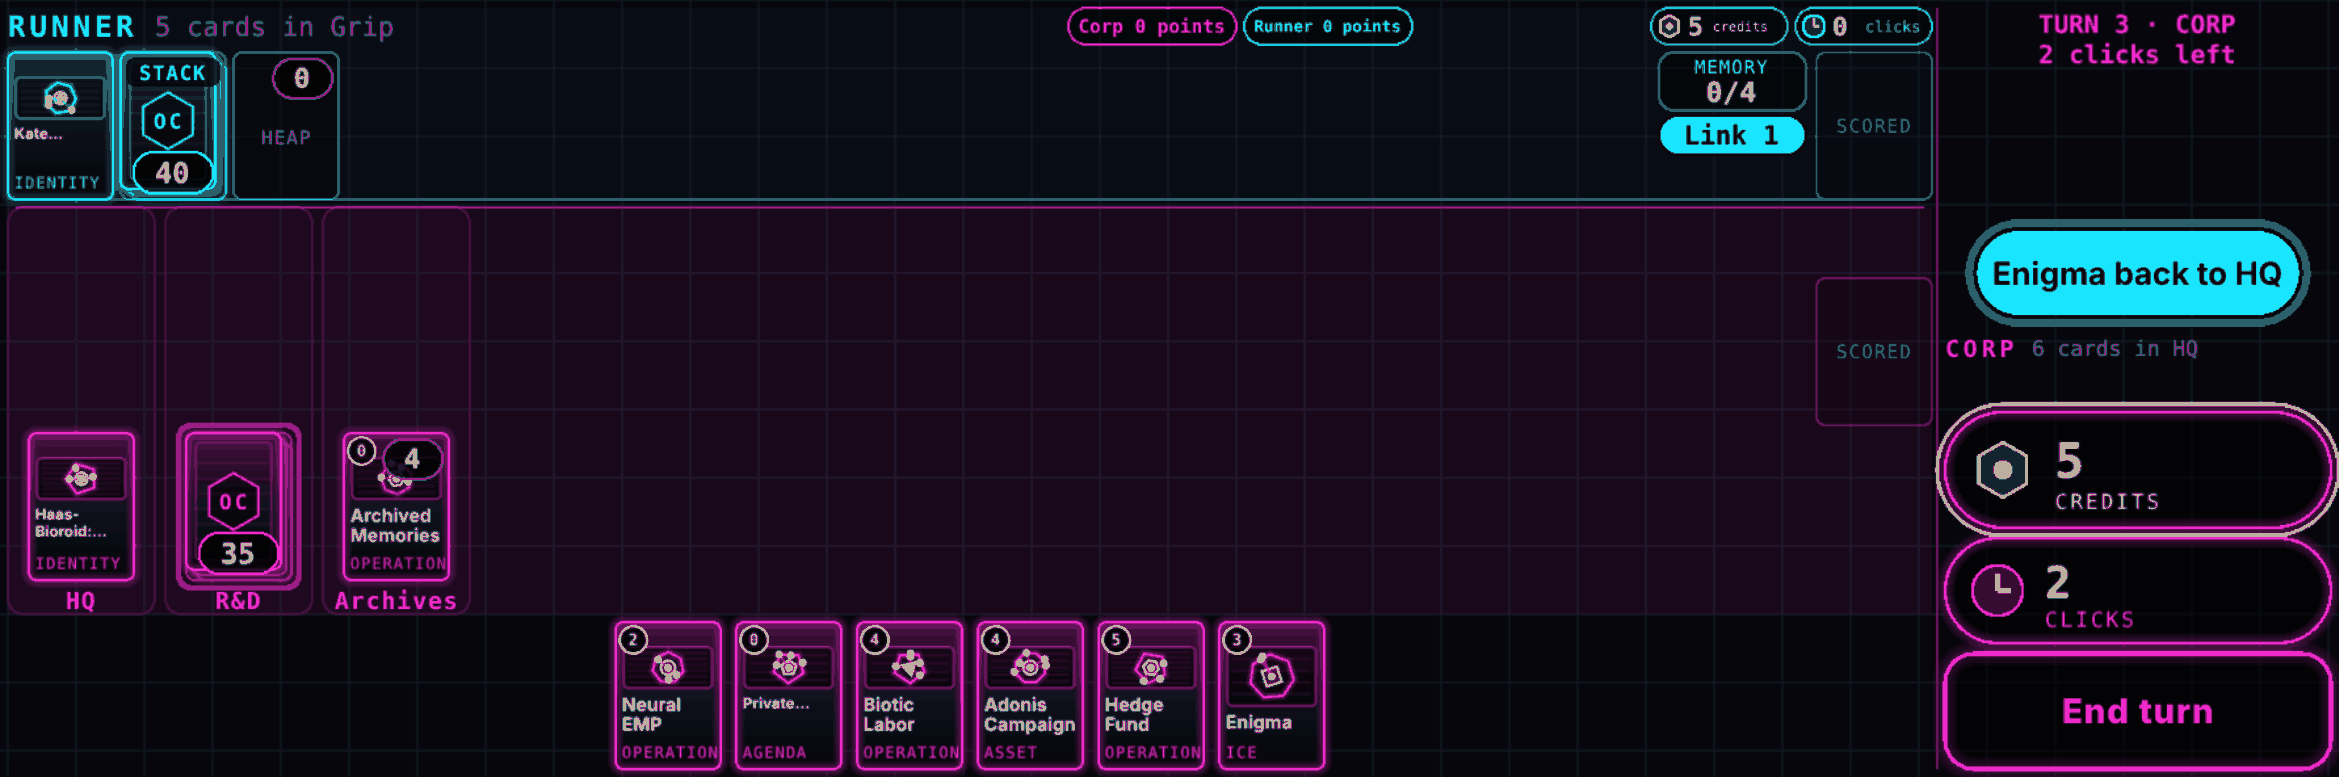 RUNNER 5 cards in Grip
Corp 0 points
Runner 0 points
5 credits
0 clicks
TURN 3 · CORP
2 clicks left
Kate...
IDENTITY
STACK
OC
40
0
HEAP
MEMORY
0/4
Link 1
SCORED
Enigma back to HQ
CORP 6 cards in HQ
SCORED
Haas-
Bioroid:...
IDENTITY
HQ
OC
35
R&D
0
4
Archived
Memories
OPERATION
Archives
5
CREDITS
2
CLICKS
End turn
2
Neural
EMP
OPERATION
0
Private...
AGENDA
4
Biotic
Labor
OPERATION
4
Adonis
Campaign
ASSET
5
Hedge
Fund
OPERATION
3
Enigma
ICE